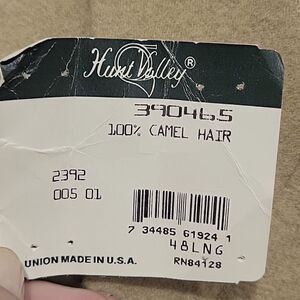 Hunt Valley®
390465
100% CAMEL HAIR
2392
005 01
7 34485 61924 1
48LNG
UNION MADE IN U.S.A.
RN84128